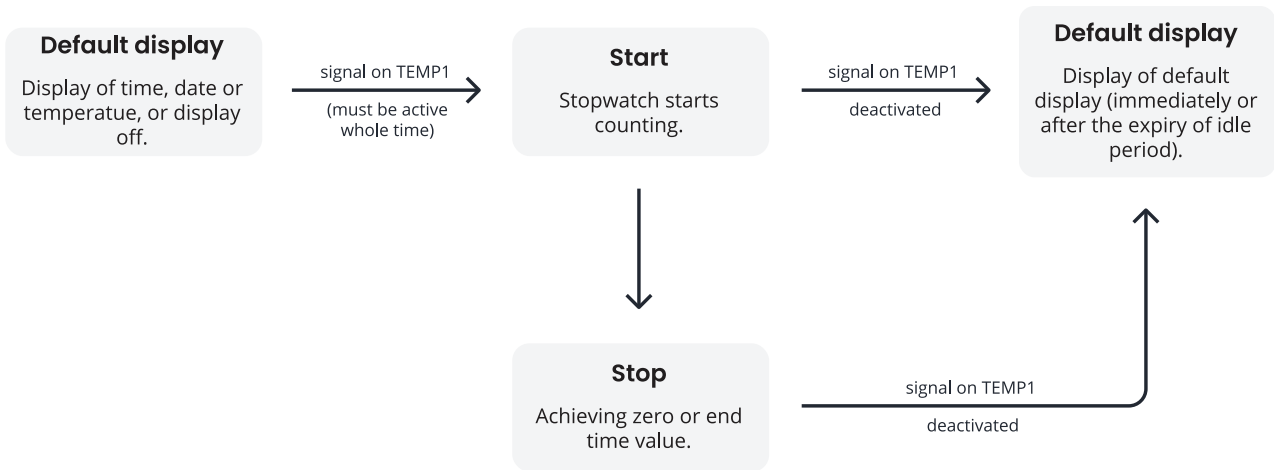 Default display
Display of time, date or
temperatue, or display
off.
signal on TEMP1
(must be active
whole time)
Start
Stopwatch starts
counting.
signal on TEMP1
deactivated
Default display
Display of default
display (immediately or
after the expiry of idle
period).
Stop
Achieving zero or end
time value.
signal on TEMP1
deactivated